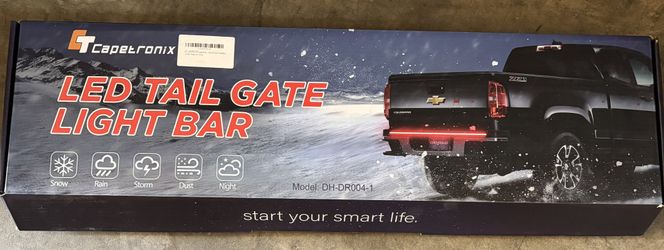 Capetronix
LED TAIL GATE
LIGHT BAR
Snow
Rain
Storm
Dust
Night
Model: DH-DR004-1
Z71
start your smart life.